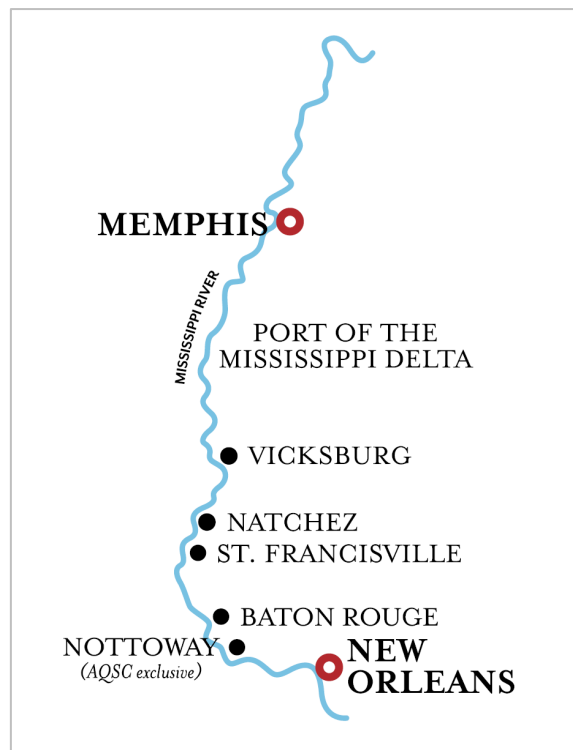 MEMPHIS
MISSISSIPPI RIVER
PORT OF THE
MISSISSIPPI DELTA
VICKSBURG
NATCHEZ
ST. FRANCISVILLE
BATON ROUGE
NOTTOWAY
(AQSC exclusive)
NEW
ORLEANS